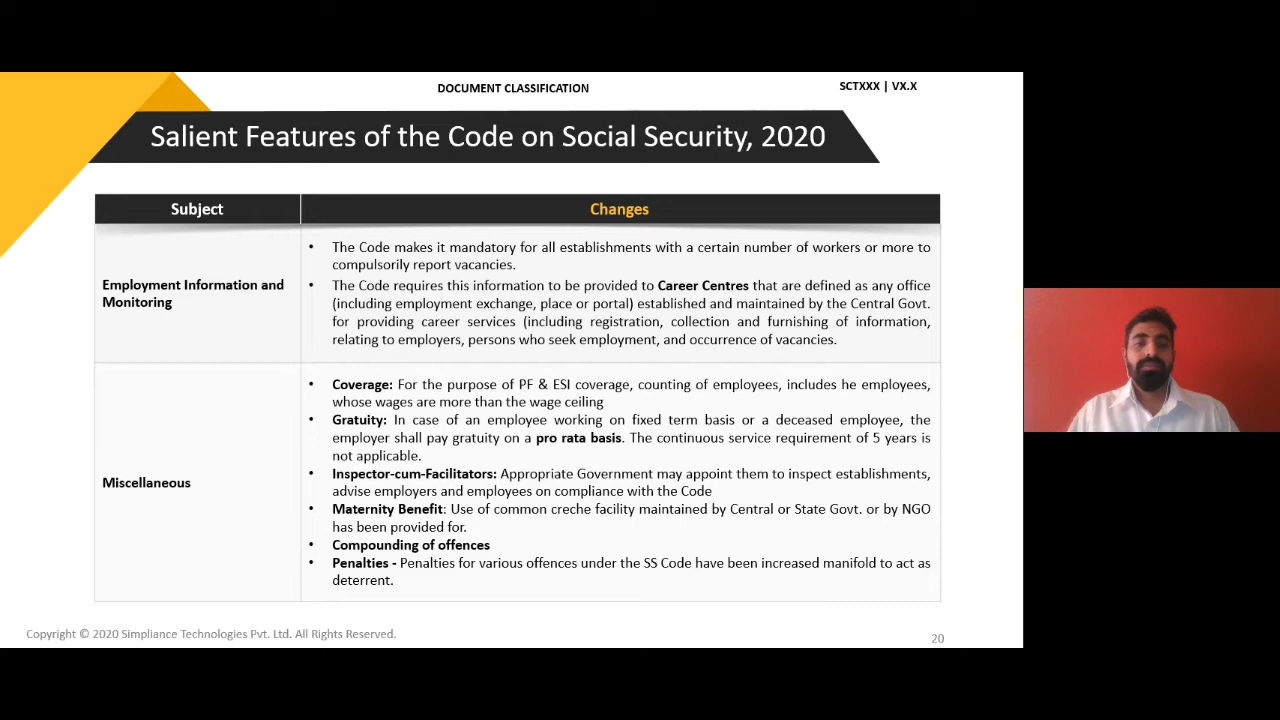 DOCUMENT CLASSIFICATION
SCTXXX | VX.X
Salient Features of the Code on Social Security, 2020
Subject
Changes
Employment Information and
Monitoring
• The Code makes it mandatory for all establishments with a certain number of workers or more to
compulsorily report vacancies.
• The Code requires this information to be provided to Career Centres that are defined as any office
(including employment exchange, place or portal) established and maintained by the Central Govt.
for providing career services (including registration, collection and furnishing of information,
relating to employers, persons who seek employment, and occurrence of vacancies.
Miscellaneous
• Coverage: For the purpose of PF & ESI coverage, counting of employees, includes he employees,
whose wages are more than the wage ceiling
• Gratuity: In case of an employee working on fixed term basis or a deceased employee, the
employer shall pay gratuity on a pro rata basis. The continuous service requirement of 5 years is
not applicable.
• Inspector-cum-Facilitators: Appropriate Government may appoint them to inspect establishments,
advise employers and employees on compliance with the Code
• Maternity Benefit: Use of common creche facility maintained by Central or State Govt. or by NGO
has been provided for.
• Compounding of offences
• Penalties - Penalties for various offences under the SS Code have been increased manifold to act as
deterrent.
Copyright © 2020 Simpliance Technologies Pvt. Ltd. All Rights Reserved.
20